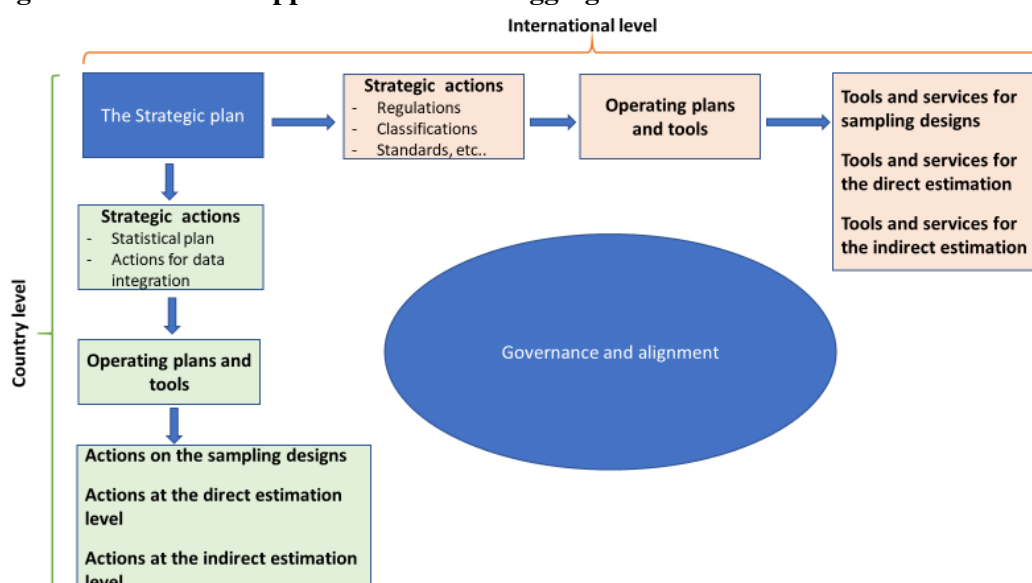 International level
The Strategic plan
Strategic actions
- Regulations
- Classifications
- Standards, etc..
Operating plans
and tools
Tools and services for
sampling designs
Tools and services for
the direct estimation
Tools and services for
the indirect estimation
Strategic actions
- Statistical plan
- Actions for data
integration
Country level
Governance and alignment
Operating plans and
tools
Actions on the sampling designs
Actions at the direct estimation
level
Actions at the indirect estimation
level